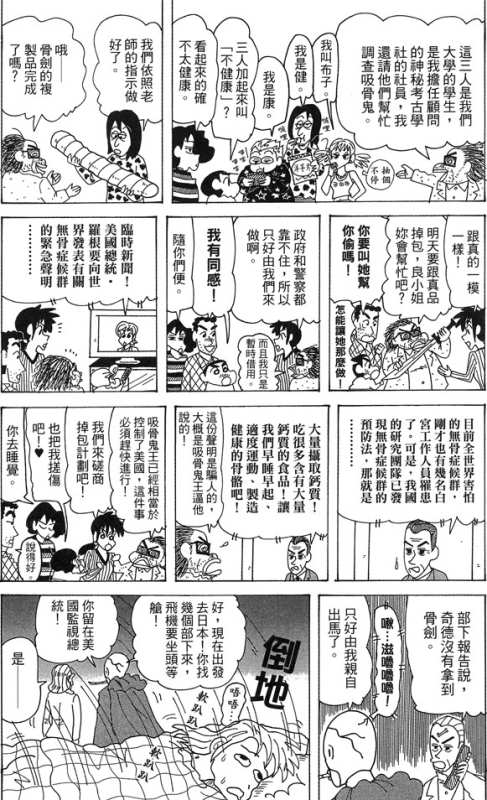 這三人是我們
大學的學生，
是我擔任顧問
的神秘考古學
社的社員，我
還請他們幫忙
調查吸骨鬼。
抽個
不停
我叫布子。
我是健。
我是康。
三人加起來叫
「不健康」？
看起來的確
不太健康。
我們依照老
師的指示做
好了。
哦──
骨劍的複
製品完成
了嗎？
跟真的一模
一樣！
明天要跟真品
掉包，良小姐
妳會幫忙吧？
你要叫她幫
你偷嗎！
怎能讓她那麼做！
政府和警察都
靠不住，所以
只好由我們來
做啊。
而且我只是
暫時借用。
我有同感！
隨你們便。
臨時新聞！
美國總統‧
羅根要向世
界發表有關
無骨症候群
的緊急聲明
………
目前全世界害怕
的無骨症候群，
剛才也有幾名白
宮工作人員罹患
了。可是，我國
的研究團隊已發
現無骨症候群的
預防法，那就是
………
大量攝取鈣質！
吃很多含有大量
鈣質的食品！讓
我們早睡早起、
適度運動、製造
健康的骨骼吧！
這份聲明是騙人的，
大概是吸骨鬼王逼他
說的！
吸骨鬼王已經相當於
控制了美國，這件事
必須趕快進行！
我們來磋商
掉包計劃吧！
也把我搓傷
吧！♥
說得好。
你去睡覺。
部下報告說，
奇德沒有拿到
骨劍。
啾…滋嚕嚕！
只好由我親自
出馬了。
倒地
好，現在出發
去日本！你找
幾個部下來，
飛機要坐頭等
艙！
唔唔…
軟趴趴
軟趴趴
你留在美
國監視總
統！
是──